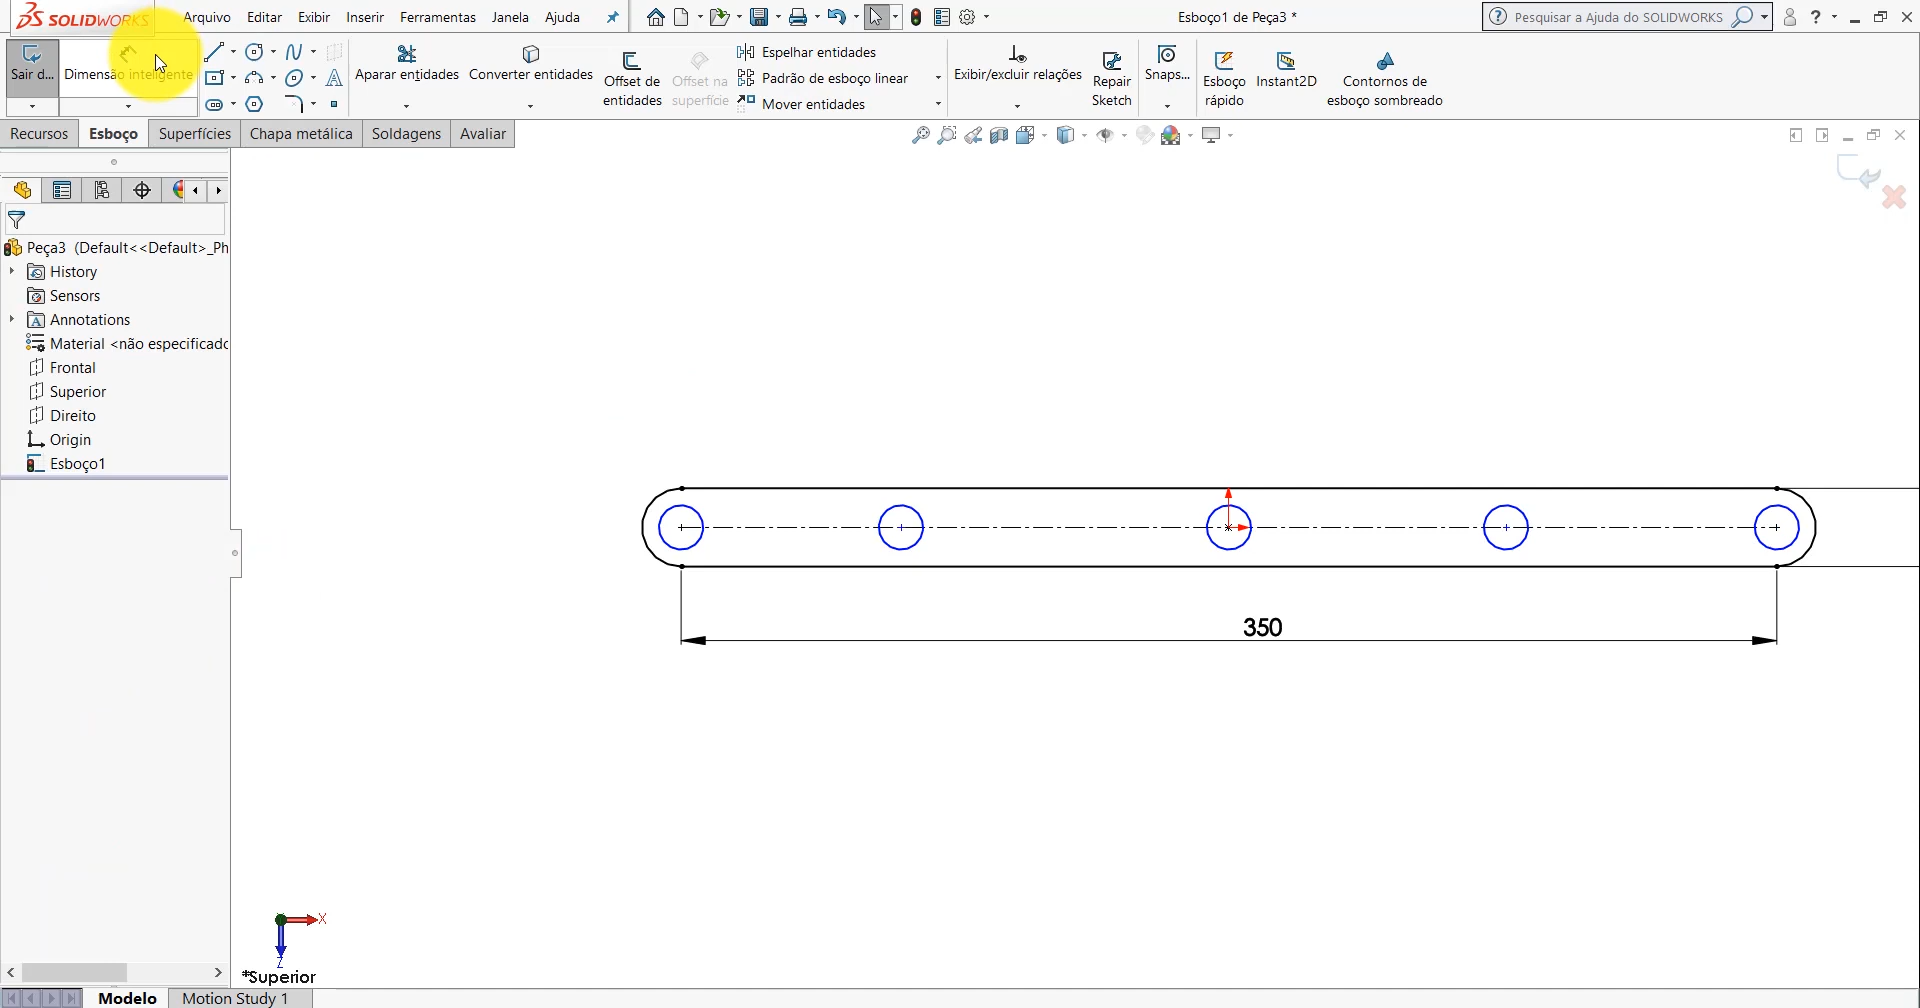 SOLIDWORKS
Arquivo Editar Exibir Inserir Ferramentas Janela Ajuda
Esboço1 de Peça3 *
Pesquisar a Ajuda do SOLIDWORKS
Sair d...
Dimensão inteligente
Aparar entidades
Converter entidades
Offset de
entidades
Offset na
superfície
Espelhar entidades
Padrão de esboço linear
Mover entidades
Exibir/excluir relações
Repair
Sketch
Snaps...
Esboço
rápido
Instant2D
Contornos de
esboço sombreado
Recursos Esboço Superfícies Chapa metálica Soldagens Avaliar
Peça3 (Default<<Default>_Ph
History
Sensors
Annotations
Material <não especificado
Frontal
Superior
Direito
Origin
Esboço1
350
X
Z
*Superior
Modelo Motion Study 1